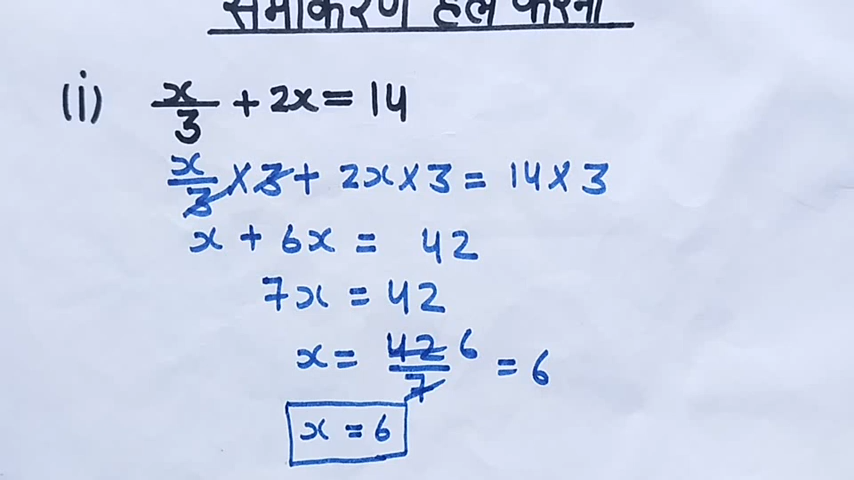 समीकरण हल करना
(i) x/3 + 2x = 14
x/3 × 3 + 2x × 3 = 14 × 3
x + 6x = 42
7x = 42
x = 42/7 6 = 6
x = 6